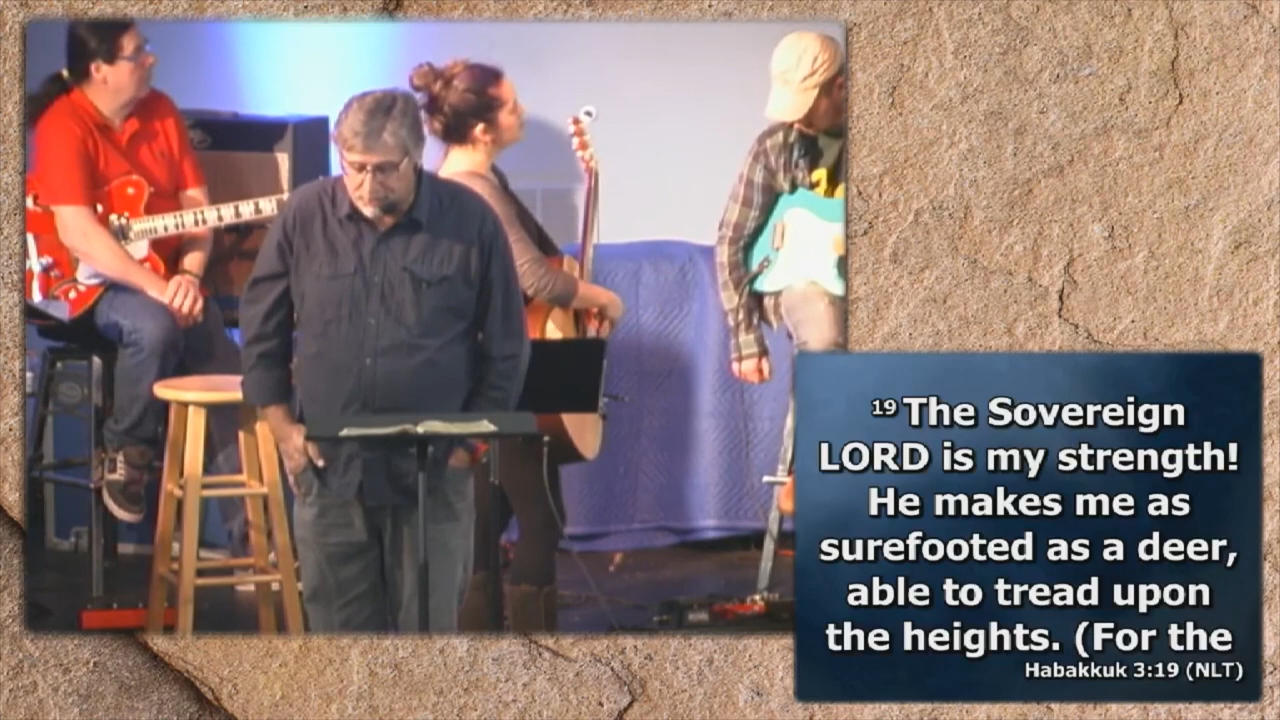 19 The Sovereign
LORD is my strength!
He makes me as
surefooted as a deer,
able to tread upon
the heights. (For the
Habakkuk 3:19 (NLT)